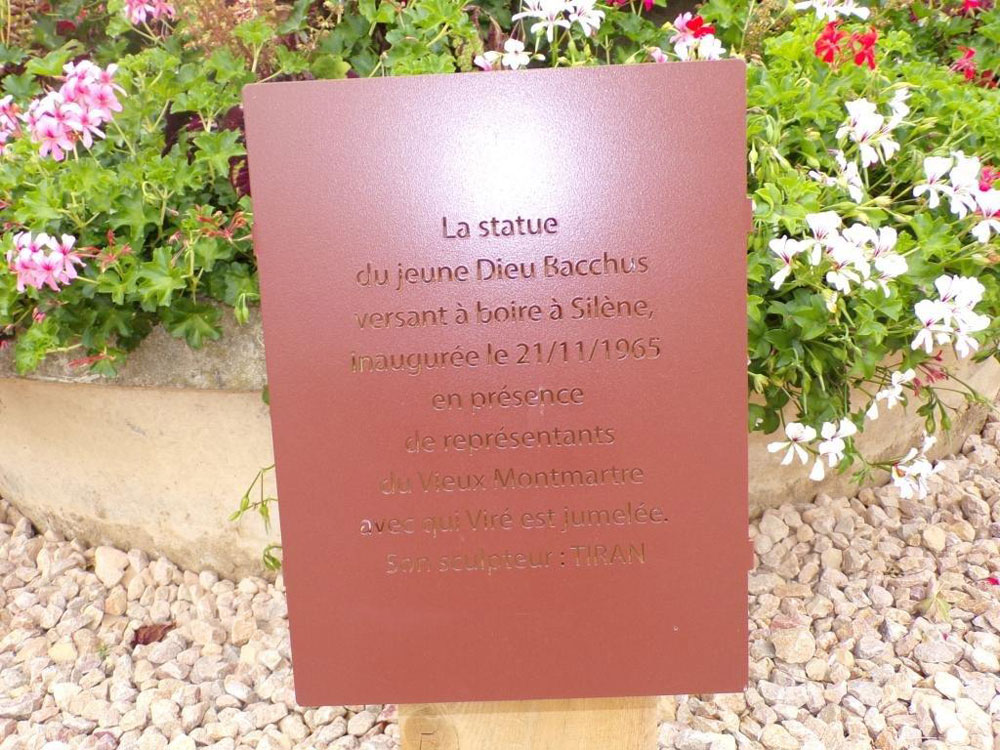 La statue
du jeune Dieu Bacchus
versant à boire à Silène,
inaugurée le 21/11/1965
en présence
de représentants
du Vieux Montmartre
avec qui Viré est jumelée.
Son sculpteur : TIRAN